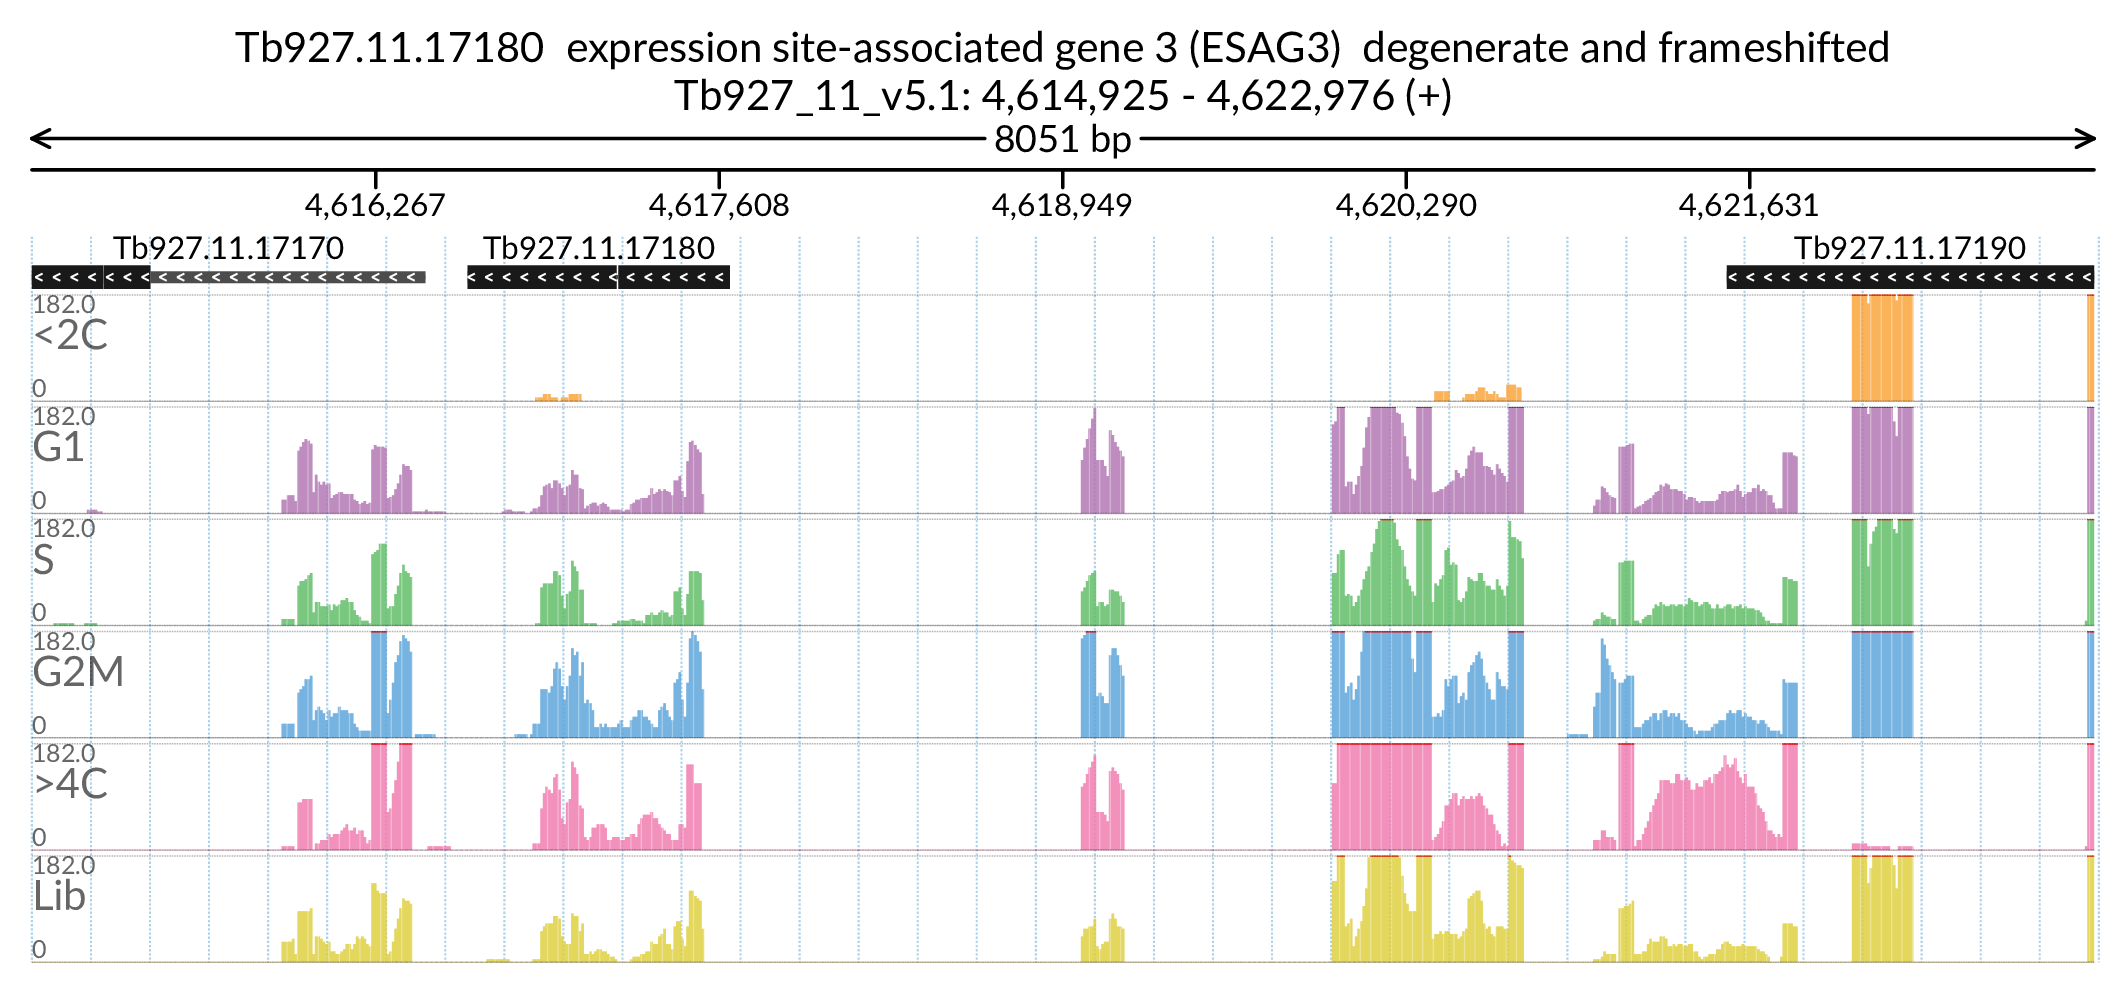 Tb927.11.17180 expression site-associated gene 3 (ESAG3) degenerate and frameshifted
Tb927_11_v5.1: 4,614,925 - 4,622,976 (+)
8051 bp
4,616,267 4,617,608 4,618,949 4,620,290 4,621,631
Tb927.11.17170 Tb927.11.17180 Tb927.11.17190
182.0
<2C
0
182.0
G1
0
182.0
S
0
182.0
G2M
0
182.0
>4C
0
182.0
Lib
0